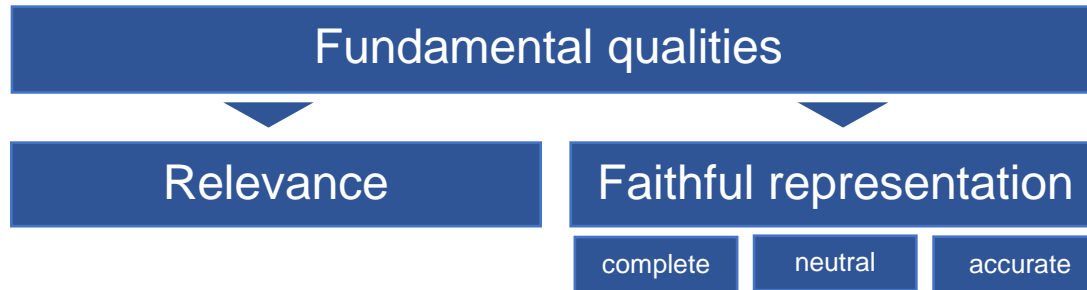 Fundamental qualities
Relevance
Faithful representation
complete
neutral
accurate